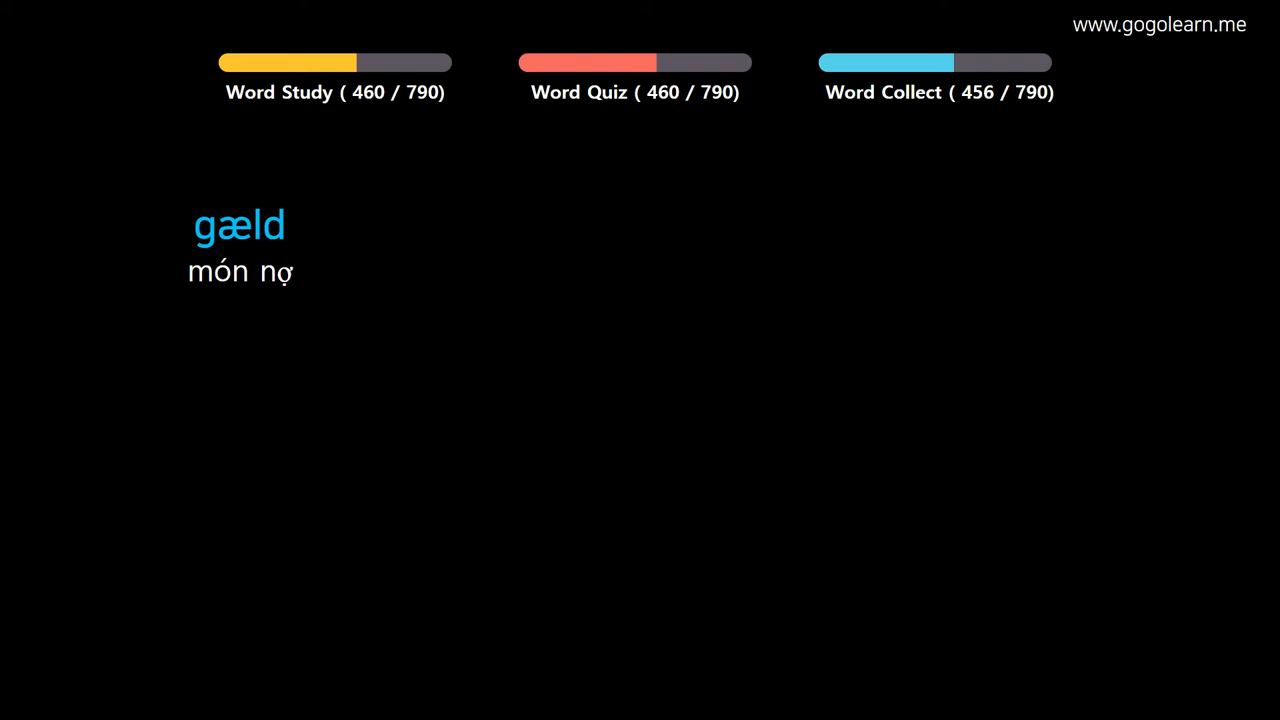 www.gogolearn.me
Word Study ( 460 / 790)
Word Quiz ( 460 / 790)
Word Collect ( 456 / 790)
gæld
món nợ